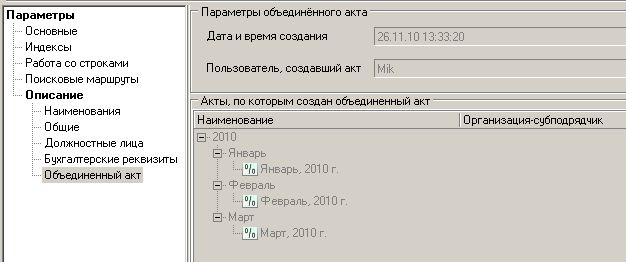 Параметры
Основные
Индексы
Работа со строками
Поисковые маршруты
Описание
Наименования
Общие
Должностные лица
Бухгалтерские реквизиты
Объединенный акт
Параметры объединённого акта
Дата и время создания
26.11.10 13:33:20
Пользователь, создавший акт
Mik
Акты, по которым создан объединенный акт
Наименование
Организация-субподрядчик
2010
Январь
% Январь, 2010 г.
Февраль
% Февраль, 2010 г.
Март
% Март, 2010 г.